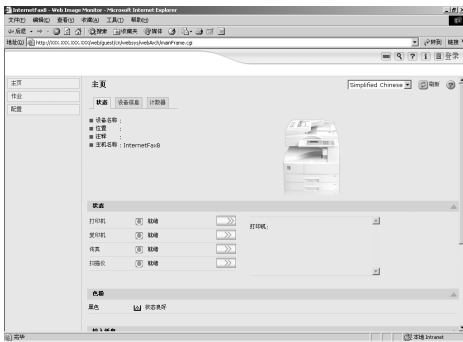 InternetFax8 - Web Image Monitor - Microsoft Internet Explorer
文件(F) 编辑(E) 查看(V) 收藏(A) 工具(T) 帮助(H)
后退 搜索 收藏夹 媒体
地址(D) http://XXX.XXX.XXX.XXX/web/guest/cn/websys/webArch/mainFrame.cgi 转到 链接
登录
主页
作业
配置
主页 Simplified Chinese 刷新
状态 设备信息 计数器
设备名称 :
位置 :
注释 :
主机名称 : InternetFax8
状态
打印机 就绪
复印机 就绪
传真 就绪
扫描仪 就绪
打印机:
色粉
黑色 状态良好
完毕 本地 Intranet